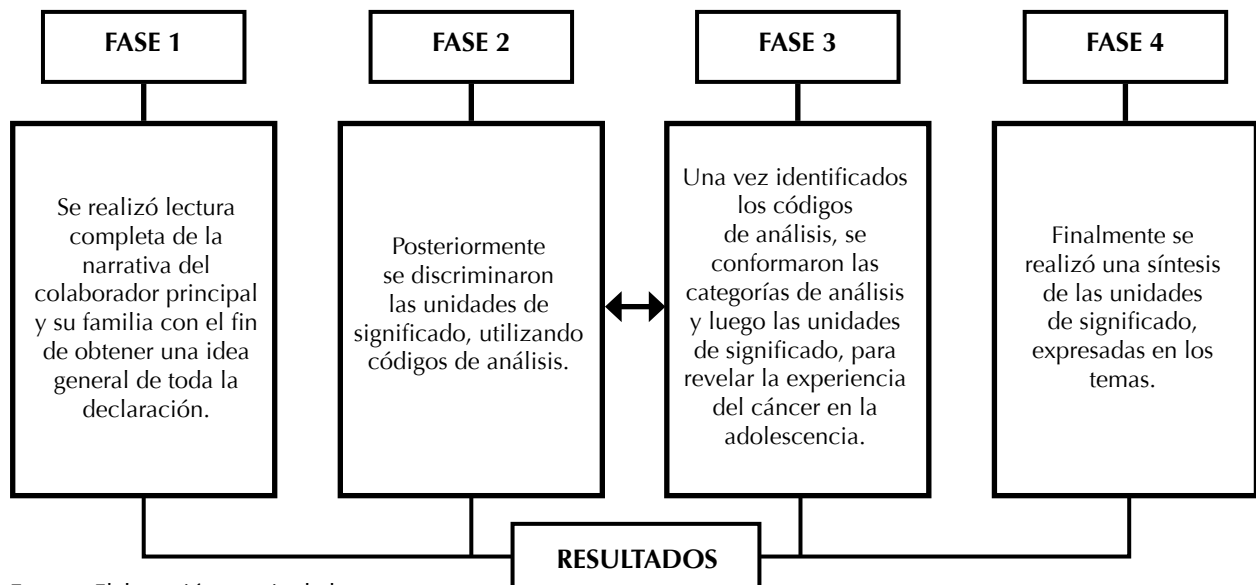 FASE 1
Se realizó lectura
completa de la
narrativa del
colaborador principal
y su familia con el fin
de obtener una idea
general de toda la
declaración.
FASE 2
Posteriormente
se discriminaron
las unidades de
significado, utilizando
códigos de análisis.
FASE 3
Una vez identificados
los códigos
de análisis, se
conformaron las
categorías de análisis
y luego las unidades
de significado, para
revelar la experiencia
del cáncer en la
adolescencia.
FASE 4
Finalmente se
realizó una síntesis
de las unidades
de significado,
expresadas en los
temas.
RESULTADOS